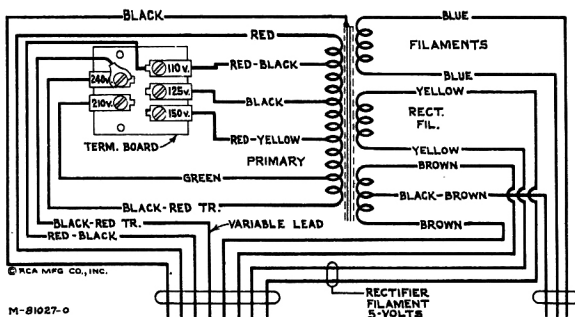 BLACK
BLUE
RED
FILAMENTS
RED-BLACK
110 v.
240v.
BLUE
YELLOW
125 v.
BLACK
210v.
RECT.
FIL.
150 v.
RED-YELLOW
TERM. BOARD
PRIMARY
YELLOW
BROWN
GREEN
BLACK-BROWN
BLACK-RED TR.
BLACK-RED TR.
VARIABLE LEAD
BROWN
RED-BLACK
© RCA MFG CO., INC.
RECTIFIER
FILAMENT
5-VOLTS
M-81027-0